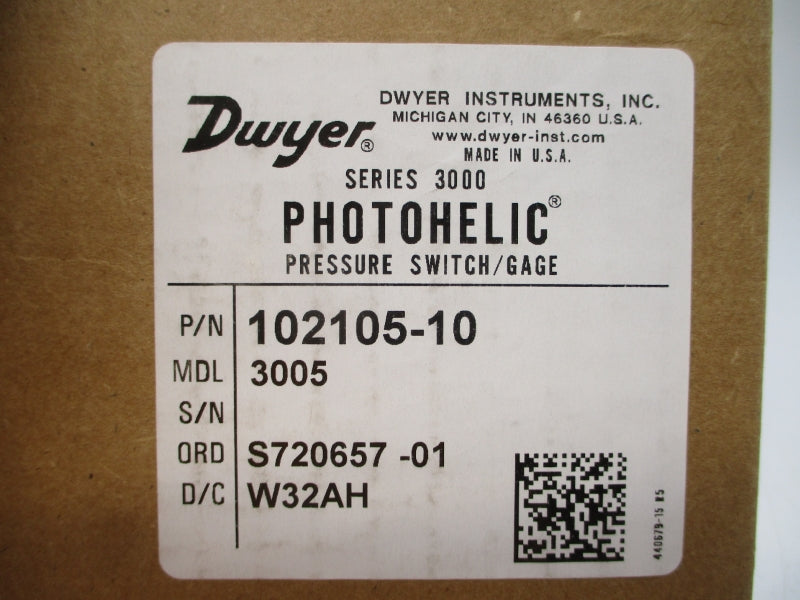 Dwyer®
DWYER INSTRUMENTS, INC.
MICHIGAN CITY, IN 46360 U.S.A.
www.dwyer-inst.com
MADE IN U.S.A.
SERIES 3000
PHOTOHELIC®
PRESSURE SWITCH/GAGE
P/N 102105-10
MDL 3005
S/N
ORD S720657 -01
D/C W32AH